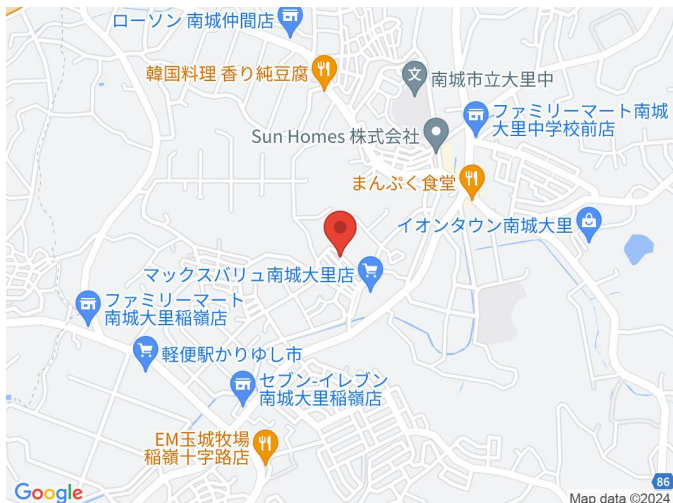 ローソン 南城仲間店
韓国料理 香り純豆腐
南城市立大里中
ファミリーマート南城
大里中学校前店
Sun Homes 株式会社
まんぷく食堂
イオンタウン南城大里
マックスバリュ南城大里店
ファミリーマート
南城大里稲嶺店
軽便駅かりゆし市
セブン-イレブン
南城大里稲嶺店
EM玉城牧場
稲嶺十字路店
86
Google
Map data ©2024